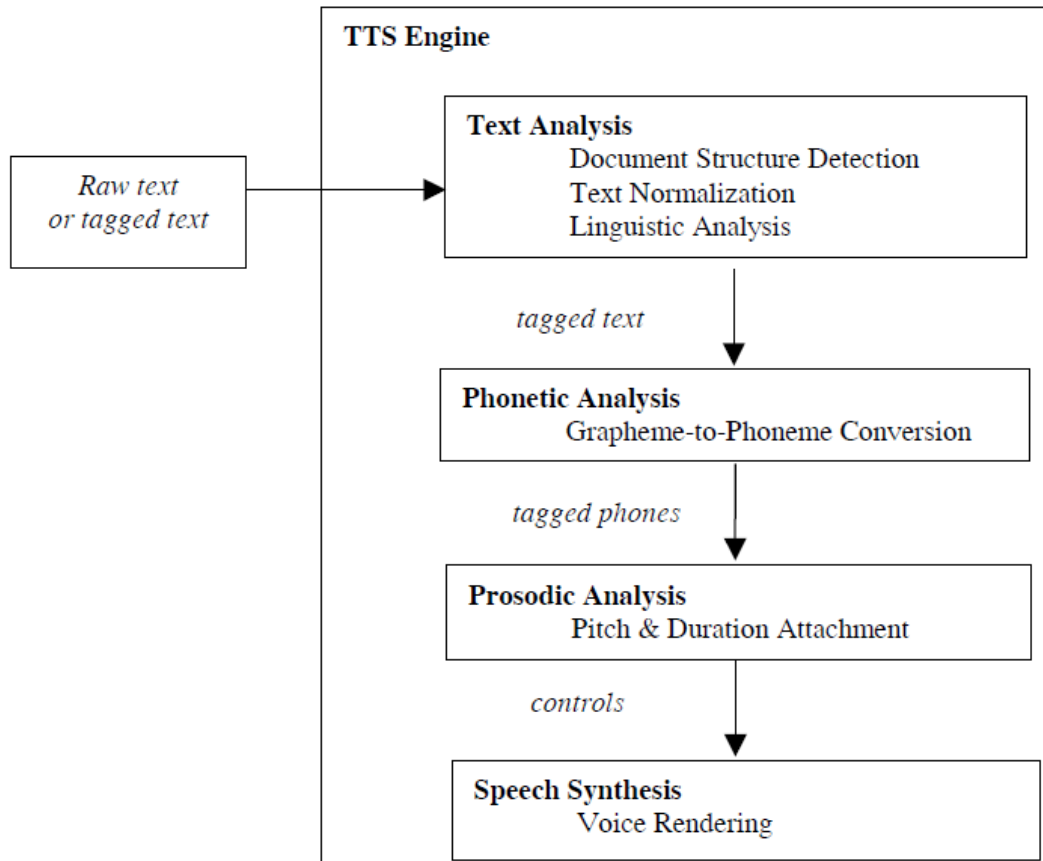 TTS Engine
Text Analysis
Document Structure Detection
Text Normalization
Linguistic Analysis
Raw text
or tagged text
tagged text
Phonetic Analysis
Grapheme-to-Phoneme Conversion
tagged phones
Prosodic Analysis
Pitch & Duration Attachment
controls
Speech Synthesis
Voice Rendering